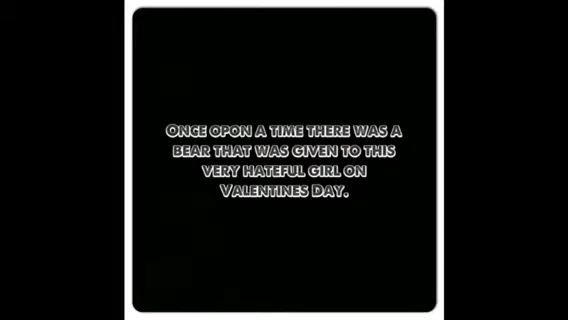 Once opon a time there was a
bear that was given to this
very hateful girl on
Valentines Day.